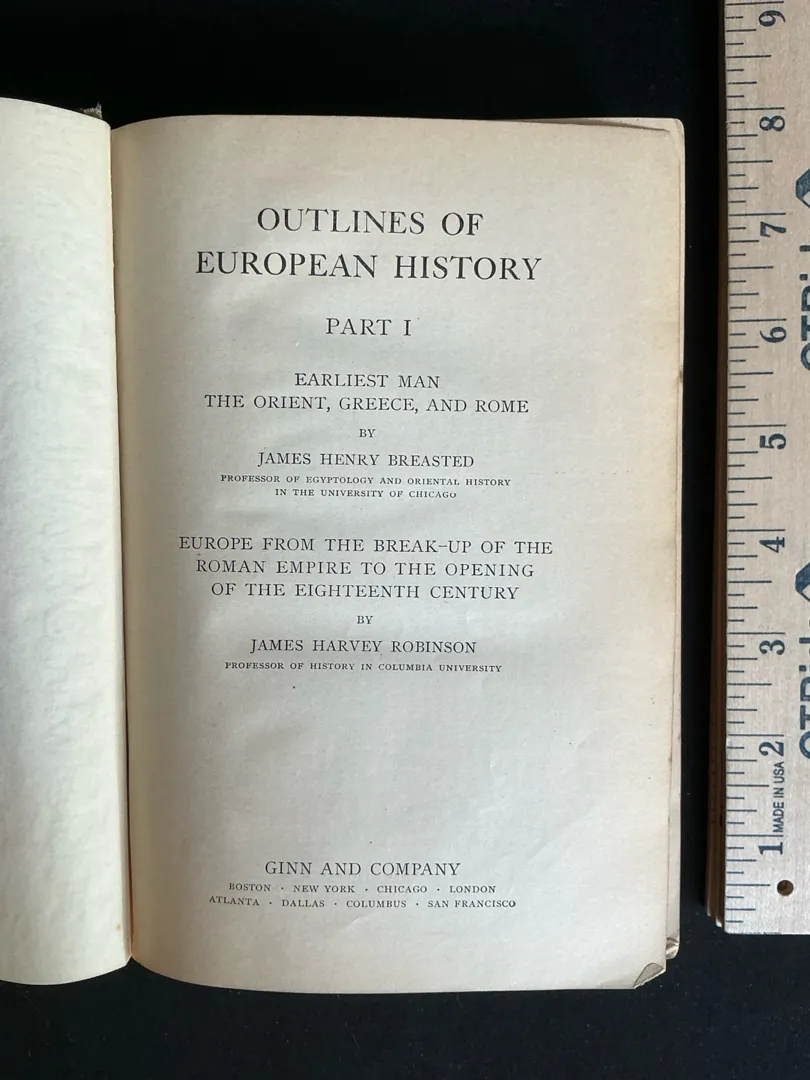 OUTLINES OF
EUROPEAN HISTORY
PART I
EARLIEST MAN
THE ORIENT, GREECE, AND ROME
BY
JAMES HENRY BREASTED
PROFESSOR OF EGYPTOLOGY AND ORIENTAL HISTORY
IN THE UNIVERSITY OF CHICAGO
EUROPE FROM THE BREAK-UP OF THE
ROMAN EMPIRE TO THE OPENING
OF THE EIGHTEENTH CENTURY
BY
JAMES HARVEY ROBINSON
PROFESSOR OF HISTORY IN COLUMBIA UNIVERSITY
GINN AND COMPANY
BOSTON · NEW YORK · CHICAGO · LONDON
ATLANTA · DALLAS · COLUMBUS · SAN FRANCISCO
1 2 3 4 5 6 7 8 9
MADE IN USA